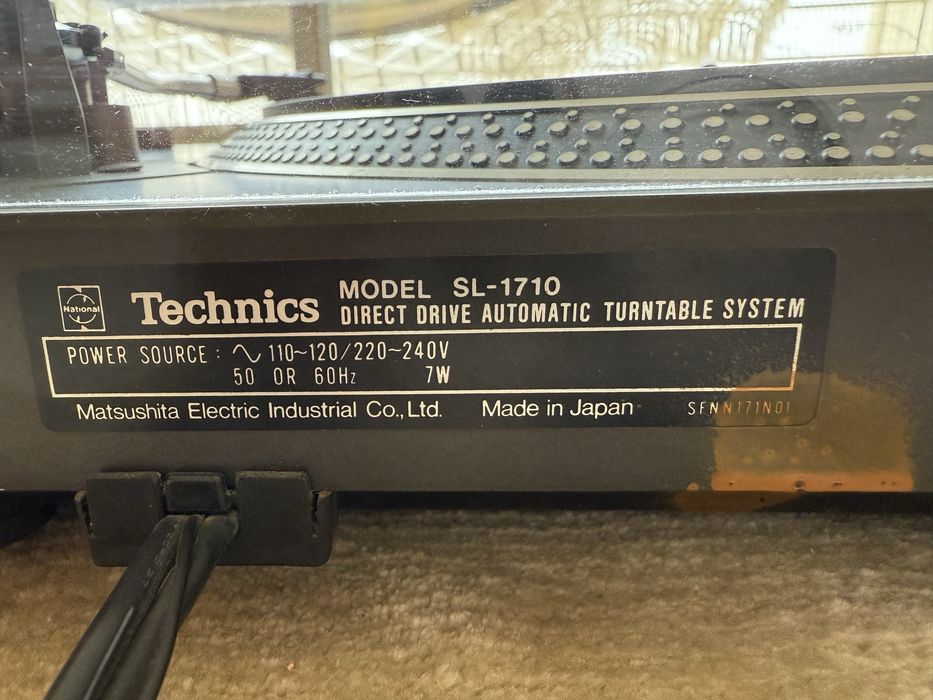 National
Technics
MODEL SL-1710
DIRECT DRIVE AUTOMATIC TURNTABLE SYSTEM
POWER SOURCE : ∿ 110~120/220~240V
50 OR 60Hz 7W
Matsushita Electric Industrial Co.,Ltd. Made in Japan SFNN171N01